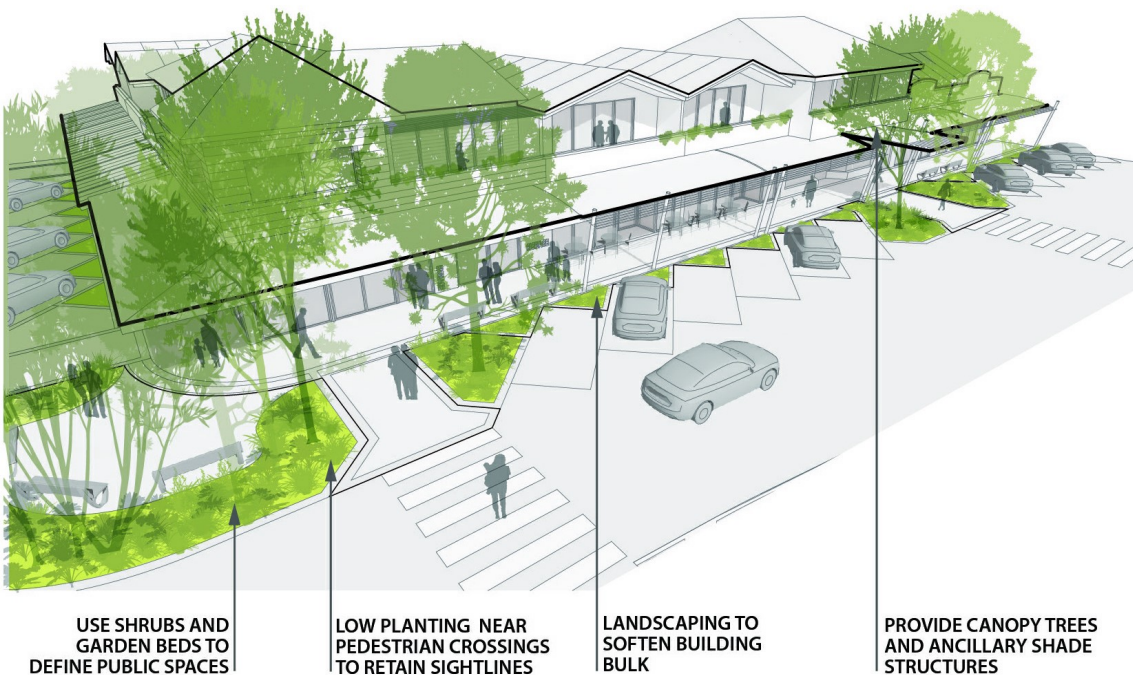 USE SHRUBS AND
GARDEN BEDS TO
DEFINE PUBLIC SPACES
LOW PLANTING NEAR
PEDESTRIAN CROSSINGS
TO RETAIN SIGHTLINES
LANDSCAPING TO
SOFTEN BUILDING
BULK
PROVIDE CANOPY TREES
AND ANCILLARY SHADE
STRUCTURES